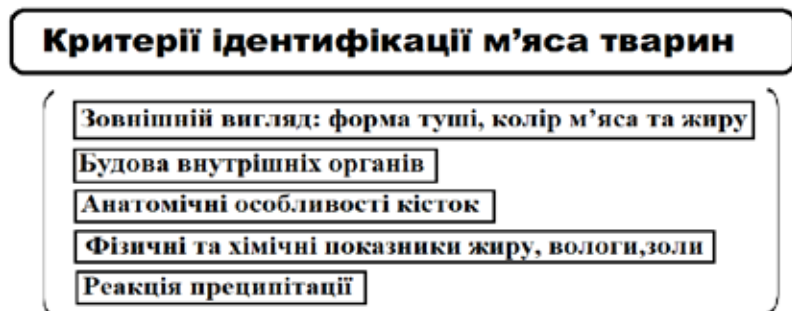 Критерії ідентифікації м’яса тварин
Зовнішній вигляд: форма туші, колір м’яса та жиру
Будова внутрішніх органів
Анатомічні особливості кісток
Фізичні та хімічні показники жиру, вологи,золи
Реакція преципітації